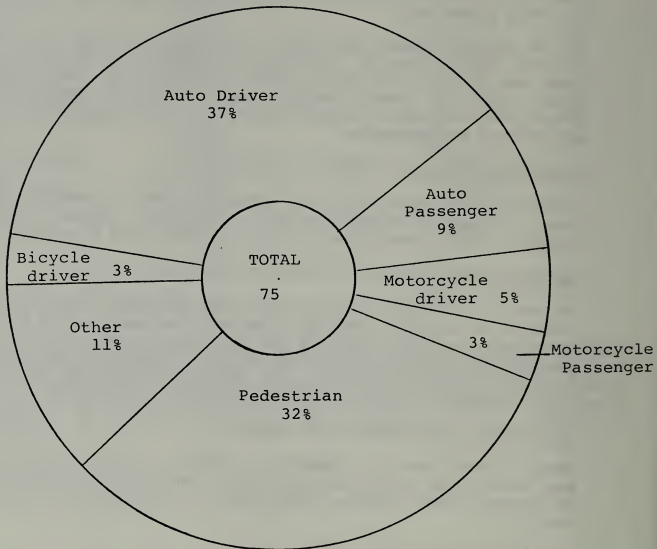 Auto Driver
37%
Auto
Passenger
9%
Bicycle
driver 3%
TOTAL
75
Motorcycle
driver 5%
Other
11%
3%
Motorcycle
Passenger
Pedestrian
32%